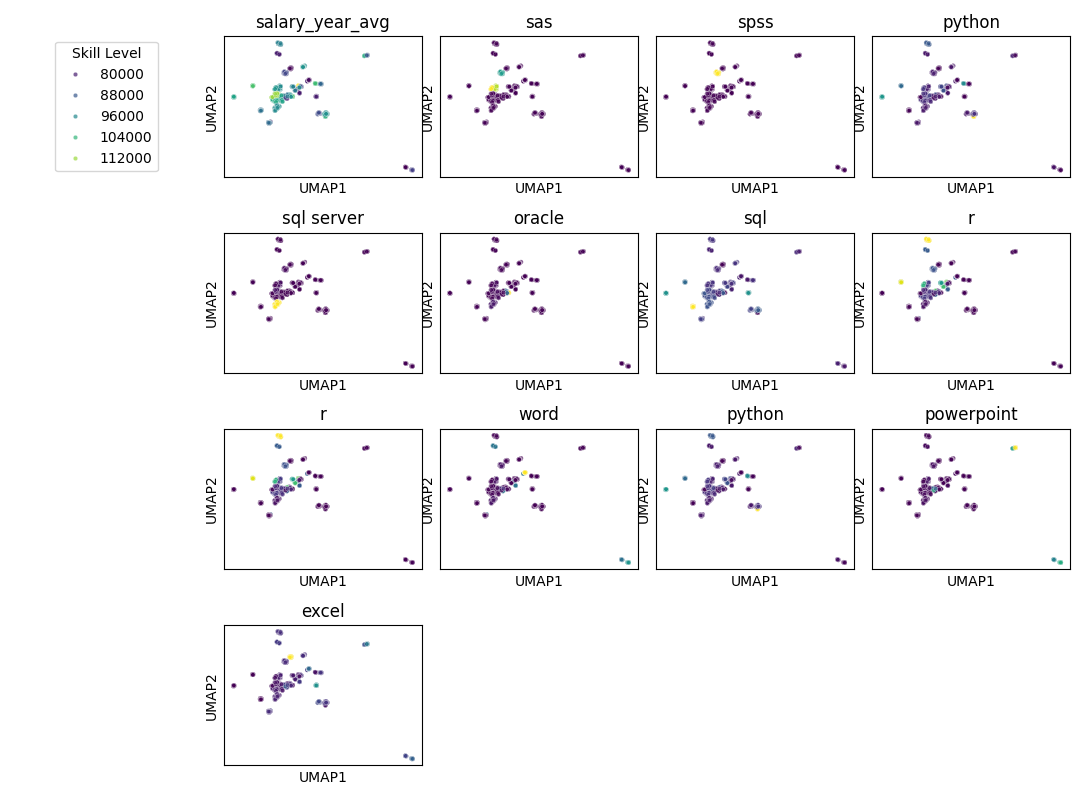 salary_year_avg
sas
spss
python
Skill Level
80000
88000
96000
104000
112000
UMAP2
UMAP2
UMAP2
UMAP2
UMAP1
UMAP1
UMAP1
UMAP1
sql server
oracle
sql
r
UMAP2
UMAP2
UMAP2
UMAP2
UMAP1
UMAP1
UMAP1
UMAP1
r
word
python
powerpoint
UMAP2
UMAP2
UMAP2
UMAP2
UMAP1
UMAP1
UMAP1
UMAP1
excel
UMAP2
UMAP1